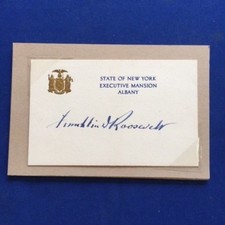 STATE OF NEW YORK
EXECUTIVE MANSION
ALBANY
Franklin D Roosevelt